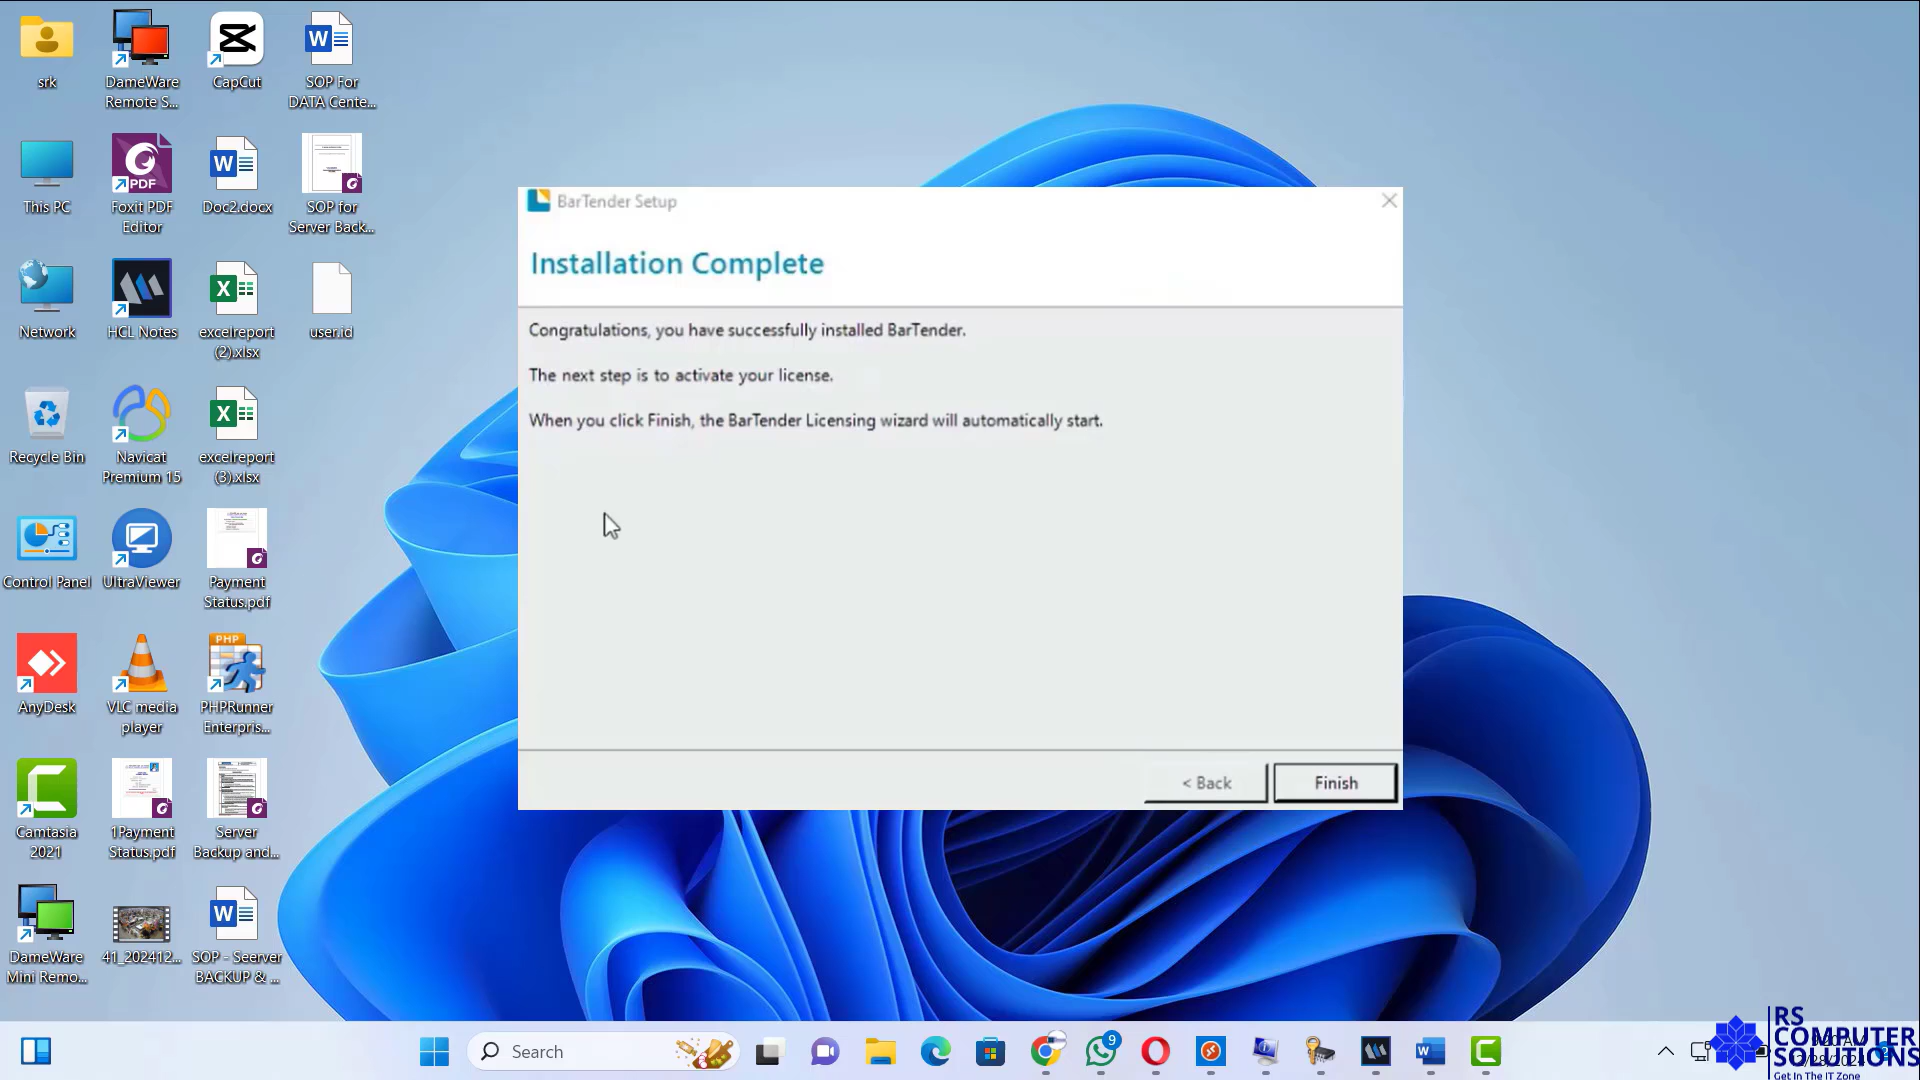 srk
DameWare
Remote S...
CapCut
SOP For
DATA Cente...
This PC
PDF
Foxit PDF
Editor
Doc2.docx
SOP for
Server Back...
Network
HCL Notes
excelreport
(2).xlsx
user.id
Recycle Bin
Navicat
Premium 15
excelreport
(3).xlsx
Control Panel
UltraViewer
Payment
Status.pdf
AnyDesk
VLC media
player
PHP
PHPRunner
Enterpris...
Camtasia
2021
1Payment
Status.pdf
Server
Backup and...
DameWare
Mini Remo...
41_202412...
SOP - Seerver
BACKUP & ...
BarTender Setup
Installation Complete
Congratulations, you have successfully installed BarTender.
The next step is to activate your license.
When you click Finish, the BarTender Licensing wizard will automatically start.
< Back
Finish
Search
9
RS
COMPUTER
SOLUTIONS
Get In The IT Zone